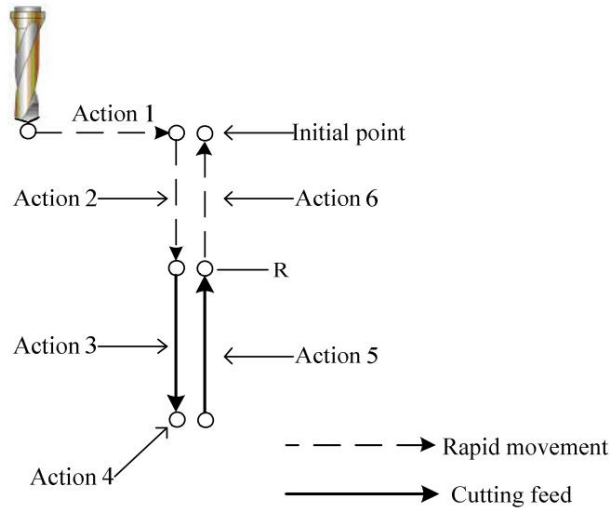 Action 1
Initial point
Action 2
Action 6
R
Action 3
Action 5
Action 4
Rapid movement
Cutting feed